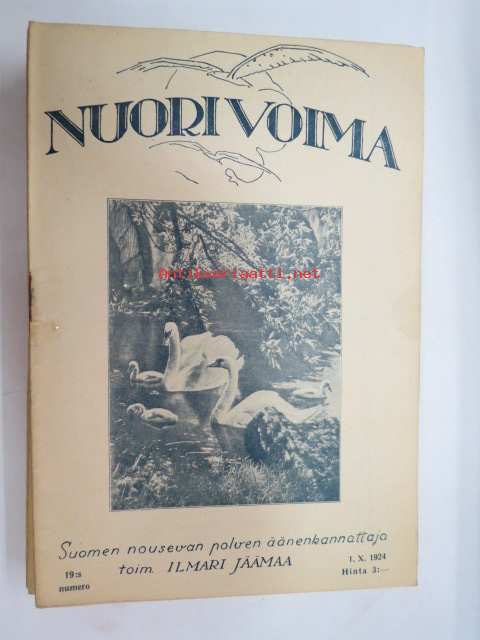 NUORI VOIMA
Antikvariaatti.net
Suomen nousevan polven äänenkannattaja
toim. ILMARI JÄÄMAA
19:s
numero
1. X. 1924
Hinta 3:—